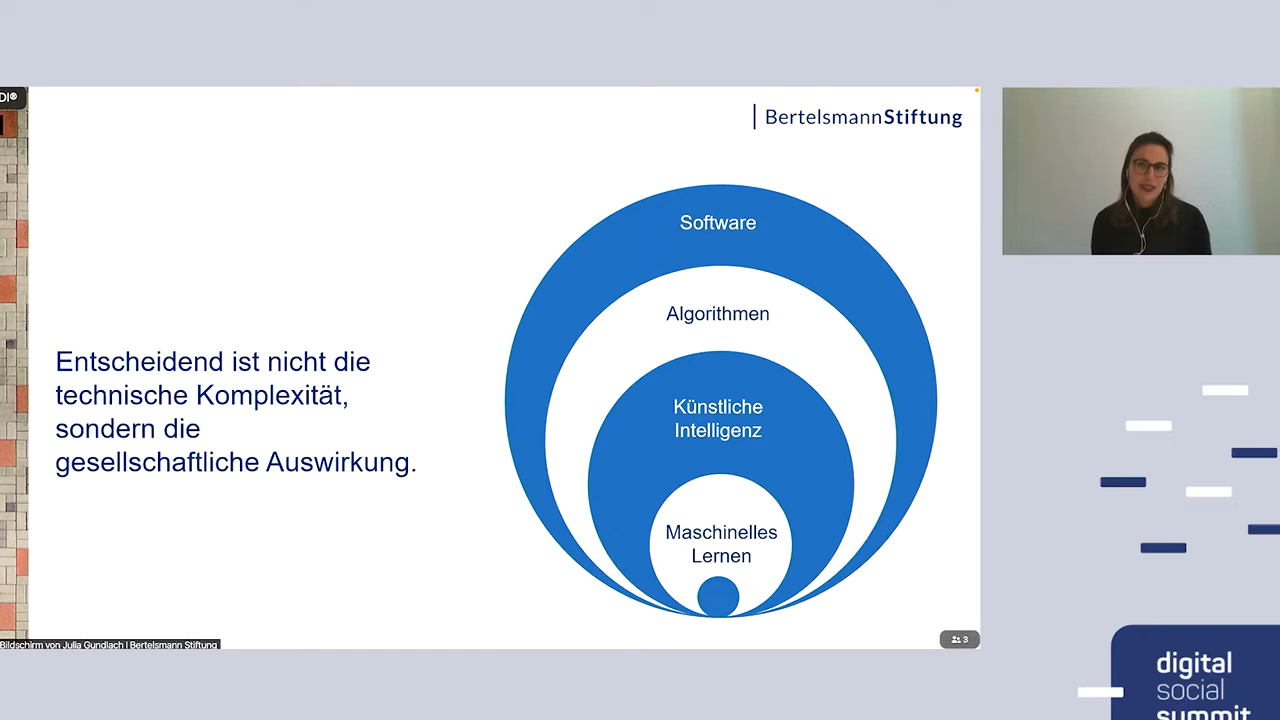 DI®
BertelsmannStiftung
Entscheidend ist nicht die
technische Komplexität,
sondern die
gesellschaftliche Auswirkung.
Software
Algorithmen
Künstliche
Intelligenz
Maschinelles
Lernen
Bildschirm von Julia Gundlach | Bertelsmann Stiftung
3
digital
social
summit